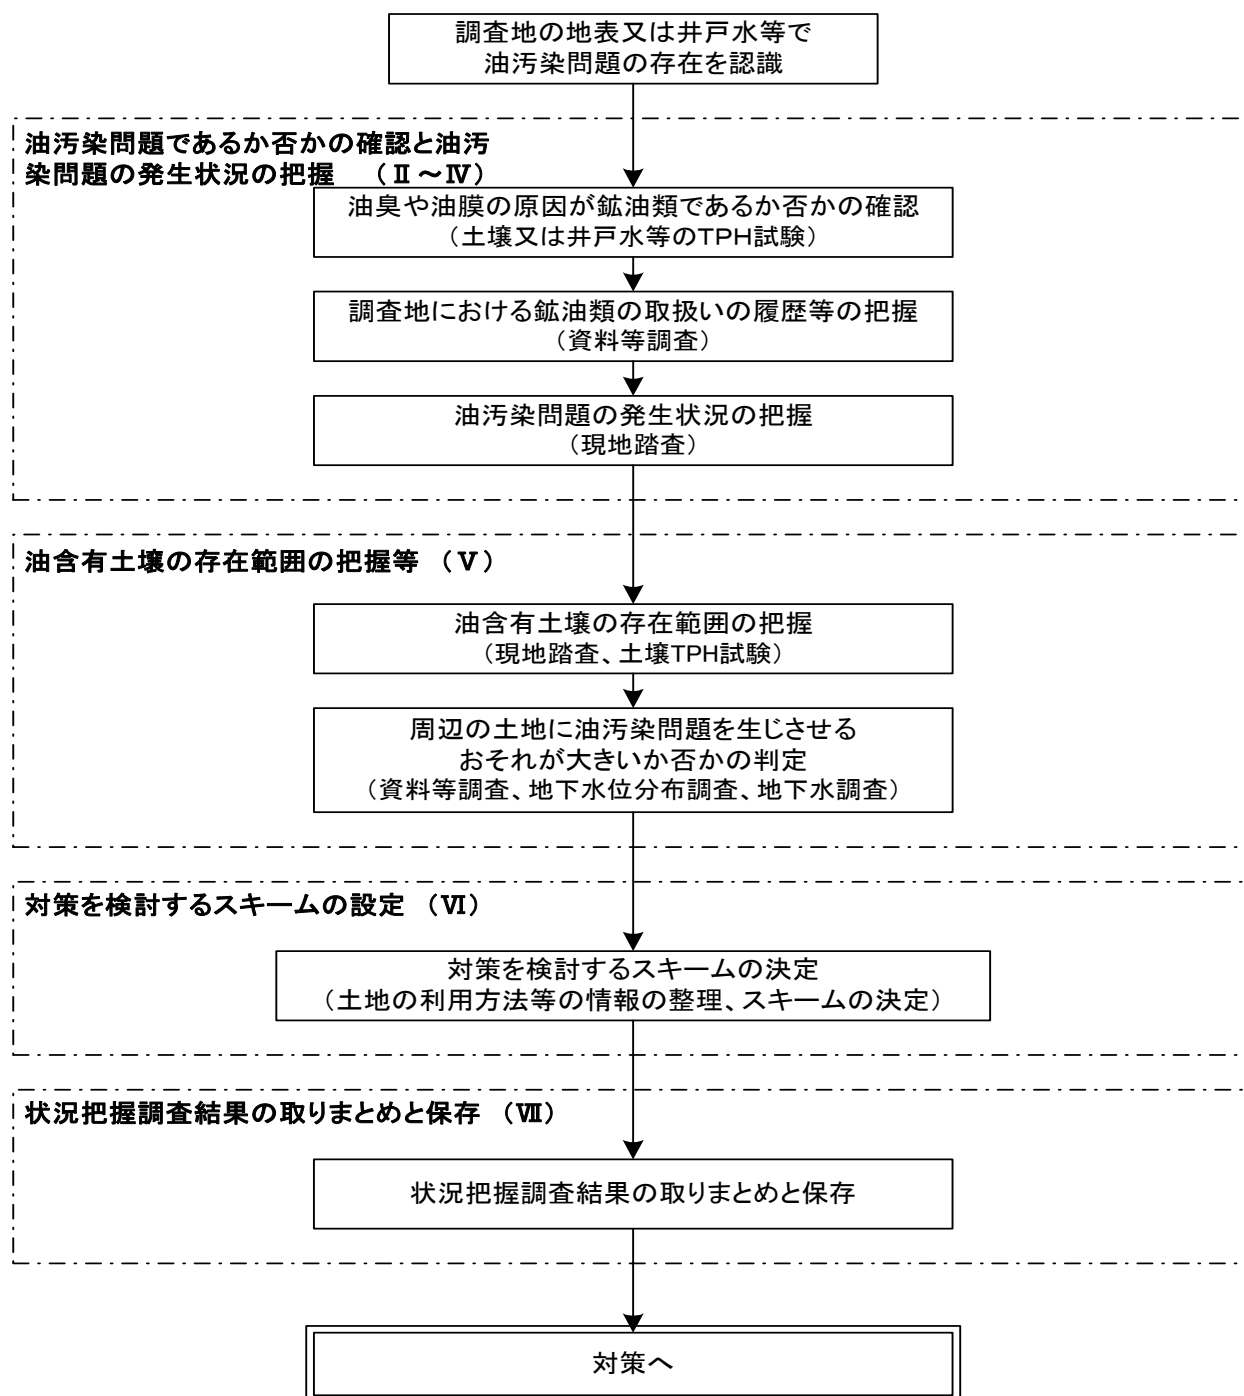 調査地の地表又は井戸水等で
油汚染問題の存在を認識
油汚染問題であるか否かの確認と油汚
染問題の発生状況の把握　（Ⅱ～Ⅳ）
油臭や油膜の原因が鉱油類であるか否かの確認
（土壌又は井戸水等のTPH試験）
調査地における鉱油類の取扱いの履歴等の把握
（資料等調査）
油汚染問題の発生状況の把握
（現地踏査）
油含有土壌の存在範囲の把握等　（Ⅴ）
油含有土壌の存在範囲の把握
（現地踏査、土壌TPH試験）
周辺の土地に油汚染問題を生じさせる
おそれが大きいか否かの判定
（資料等調査、地下水位分布調査、地下水調査）
対策を検討するスキームの設定　（Ⅵ）
対策を検討するスキームの決定
（土地の利用方法等の情報の整理、スキームの決定）
状況把握調査結果の取りまとめと保存　（Ⅶ）
状況把握調査結果の取りまとめと保存
対策へ